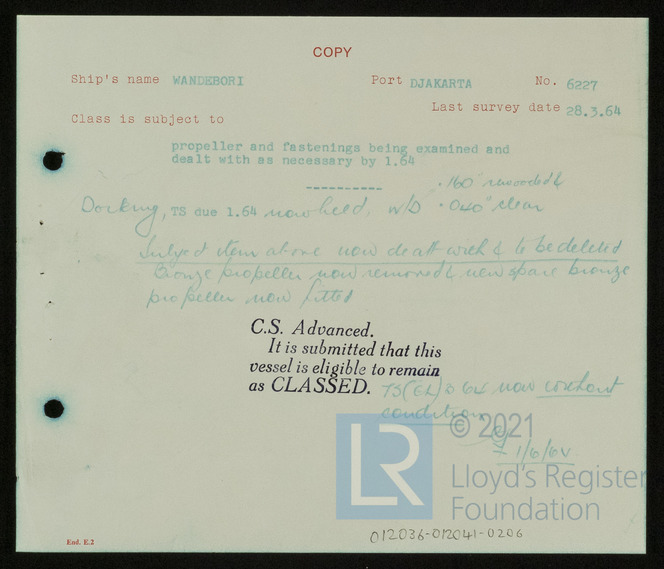 COPY
Ship's name WANDEBORI Port DJAKARTA No. 6227
Last survey date 28.3.64
Class is subject to
propeller and fastenings being examined and
dealt with as necessary by 1.64
----------
.160" rewooded &
Docking, TS due 1.64 now held, w/D .040" clear
Subject item above now dealt with & to be deleted
Bronze propeller now removed & new spare bronze
propeller now fitted
C.S. Advanced.
It is submitted that this
vessel is eligible to remain
as CLASSED.
TS(CL) 3.64 now without
condition
1/6/64
© 2021
LR
Lloyd's Register
Foundation
End. E.2
012036-012041-0206